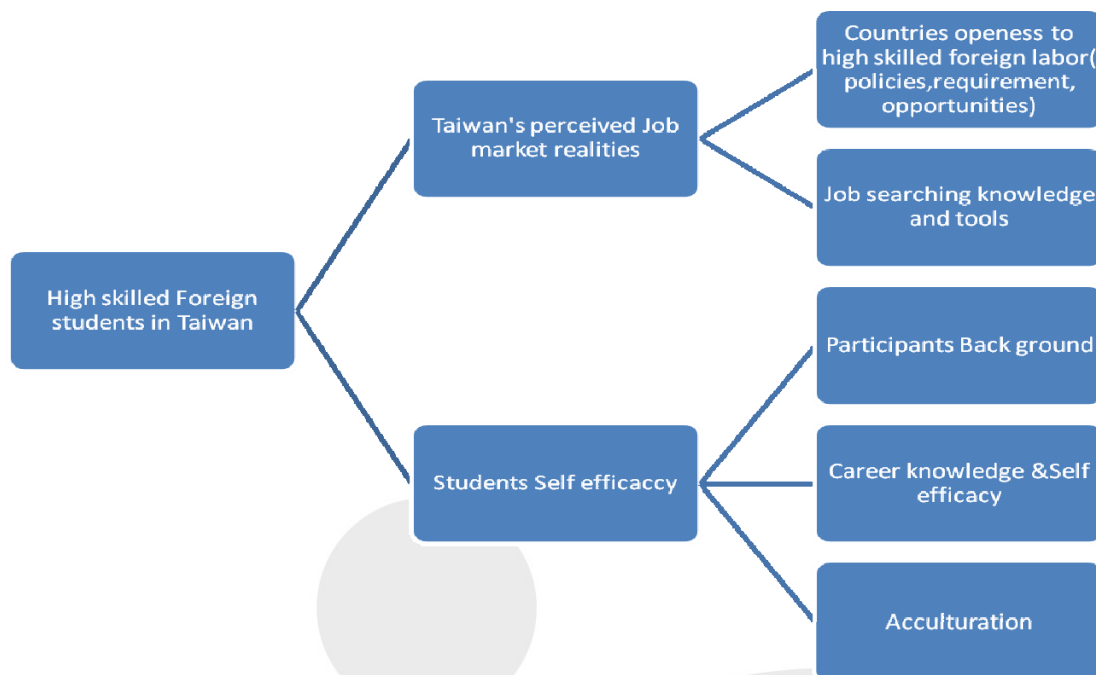 High skilled Foreign
students in Taiwan
Taiwan's perceived Job
market realities
Students Self efficaccy
Countries openess to
high skilled foreign labor(
policies,requirement,
opportunities)
Job searching knowledge
and tools
Participants Back ground
Career knowledge &Self
efficacy
Acculturation